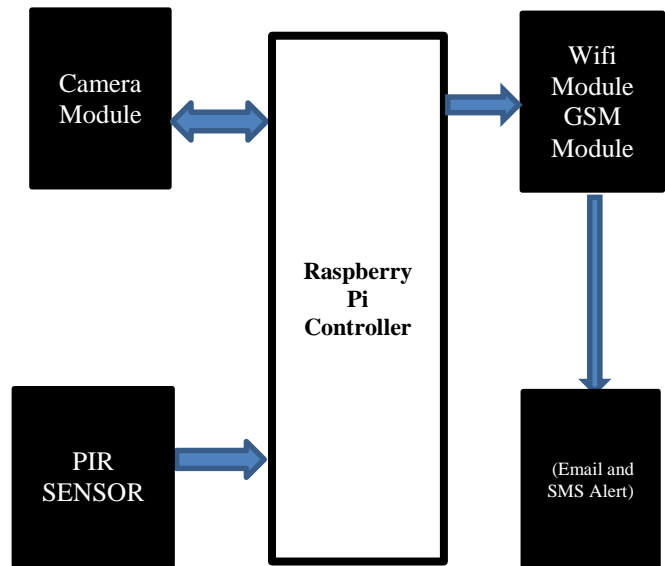 Camera
Module
Wifi
Module
GSM
Module
Raspberry
Pi
Controller
PIR
SENSOR
(Email and
SMS Alert)